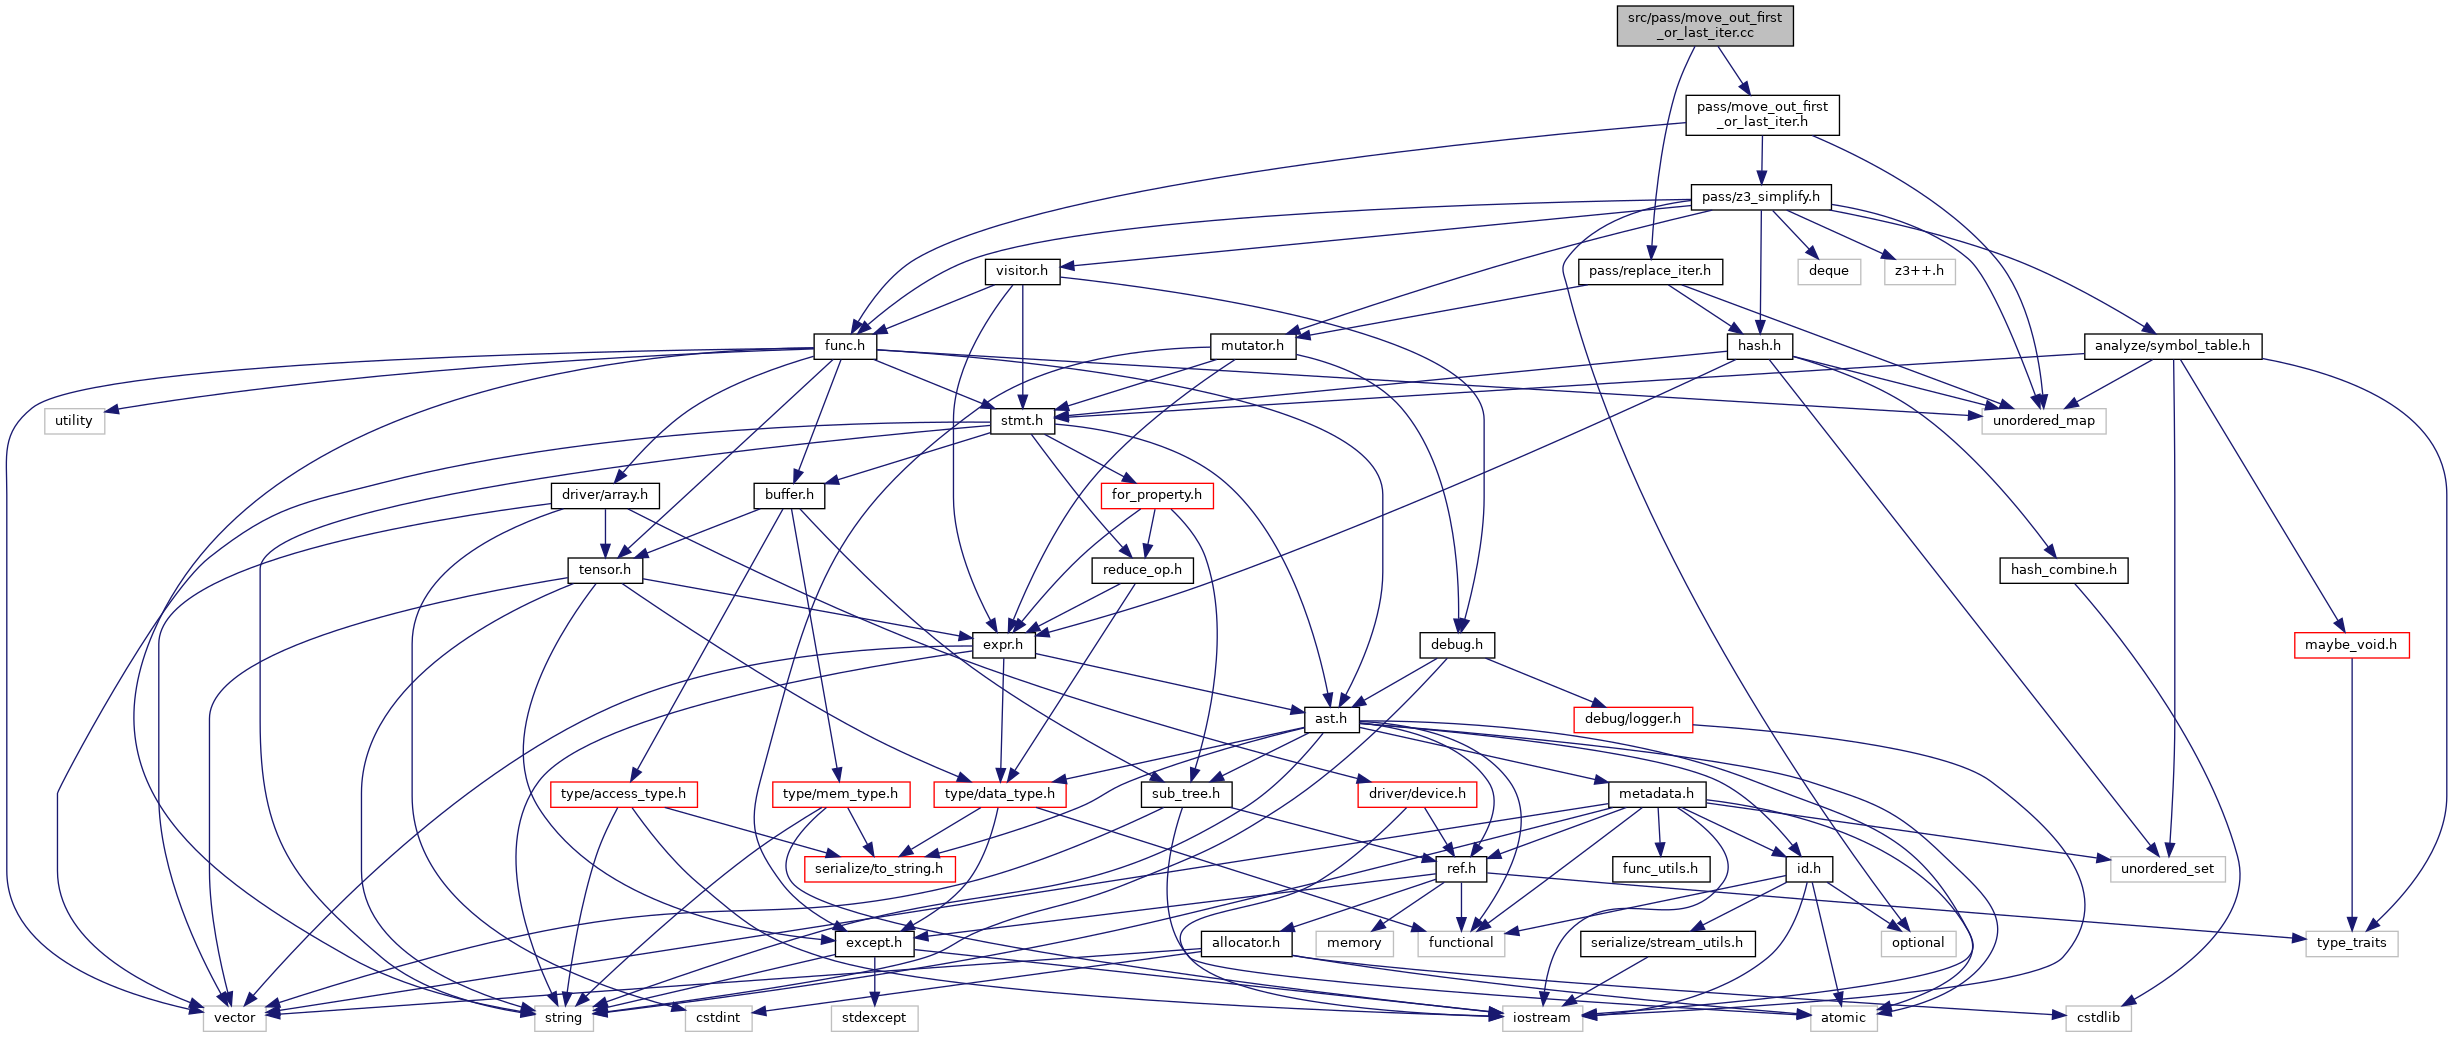 src/pass/move_out_first
_or_last_iter.cc
pass/move_out_first
_or_last_iter.h
pass/z3_simplify.h
visitor.h
pass/replace_iter.h
deque
z3++.h
func.h
mutator.h
hash.h
analyze/symbol_table.h
utility
stmt.h
unordered_map
driver/array.h
buffer.h
for_property.h
tensor.h
reduce_op.h
hash_combine.h
expr.h
debug.h
maybe_void.h
ast.h
debug/logger.h
type/access_type.h
type/mem_type.h
type/data_type.h
sub_tree.h
driver/device.h
metadata.h
serialize/to_string.h
ref.h
func_utils.h
id.h
unordered_set
except.h
allocator.h
memory
functional
serialize/stream_utils.h
optional
type_traits
vector
string
cstdint
stdexcept
iostream
atomic
cstdlib